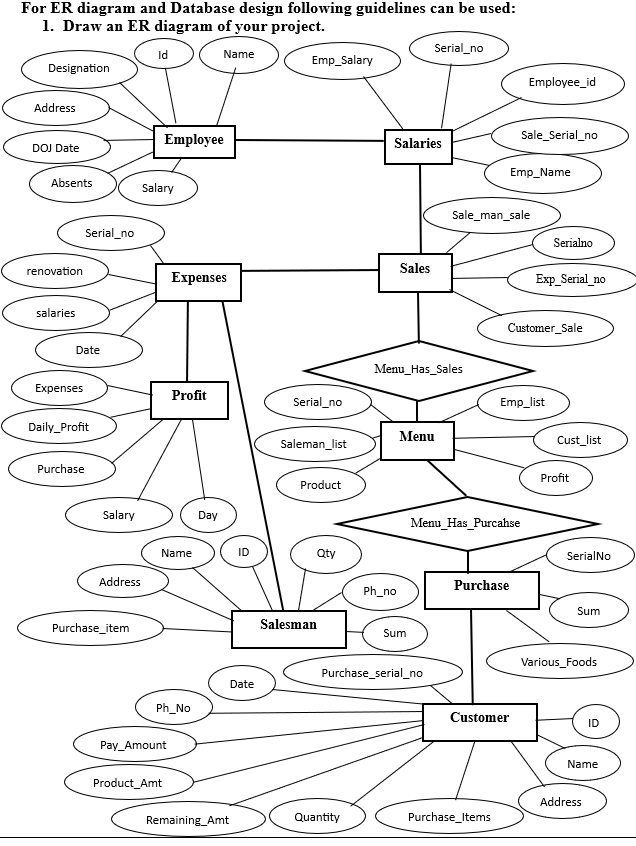 For ER diagram and Database design following guidelines can be used:
1. Draw an ER diagram of your project.
Id
Name
Designation
Address
DOJ Date
Absents
Salary
Employee
Emp_Salary
Serial_no
Employee_id
Sale_Serial_no
Emp_Name
Salaries
Serial_no
renovation
salaries
Date
Expenses
Sale_man_sale
Serialno
Exp_Serial_no
Customer_Sale
Sales
Menu_Has_Sales
Expenses
Daily_Profit
Purchase
Salary
Day
Profit
Serial_no
Saleman_list
Product
Emp_list
Cust_list
Profit
Menu
Menu_Has_Purcahse
Name
ID
Qty
Address
Ph_no
Purchase_item
Sum
Salesman
SerialNo
Sum
Various_Foods
Purchase
Purchase_serial_no
Date
Ph_No
Pay_Amount
Product_Amt
Remaining_Amt
Quantity
Purchase_Items
Address
Name
ID
Customer